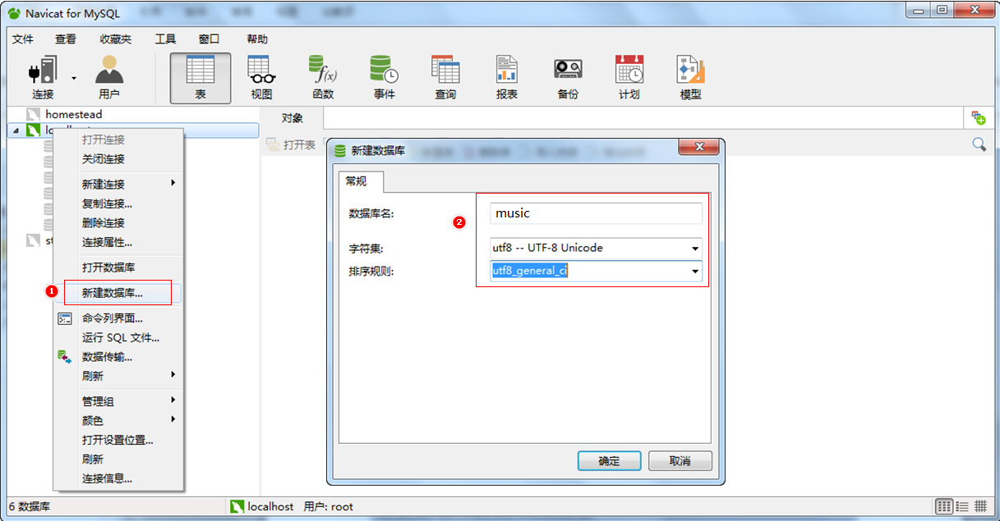 Navicat for MySQL
文件 查看 收藏夹 工具 窗口 帮助
连接 用户 表 视图 函数 事件 查询 报表 备份 计划 模型
homestead
对象
打开连接
打开表
关闭连接
新建数据库
常规
新建连接
复制连接...
数据库名: music
删除连接
2
连接属性...
字符集: utf8 -- UTF-8 Unicode
打开数据库
排序规则: utf8_general_ci
1
新建数据库...
命令列界面...
运行 SQL 文件...
数据传输...
刷新
管理组
颜色
打开设置位置...
刷新
确定 取消
连接信息...
6 数据库 localhost 用户: root